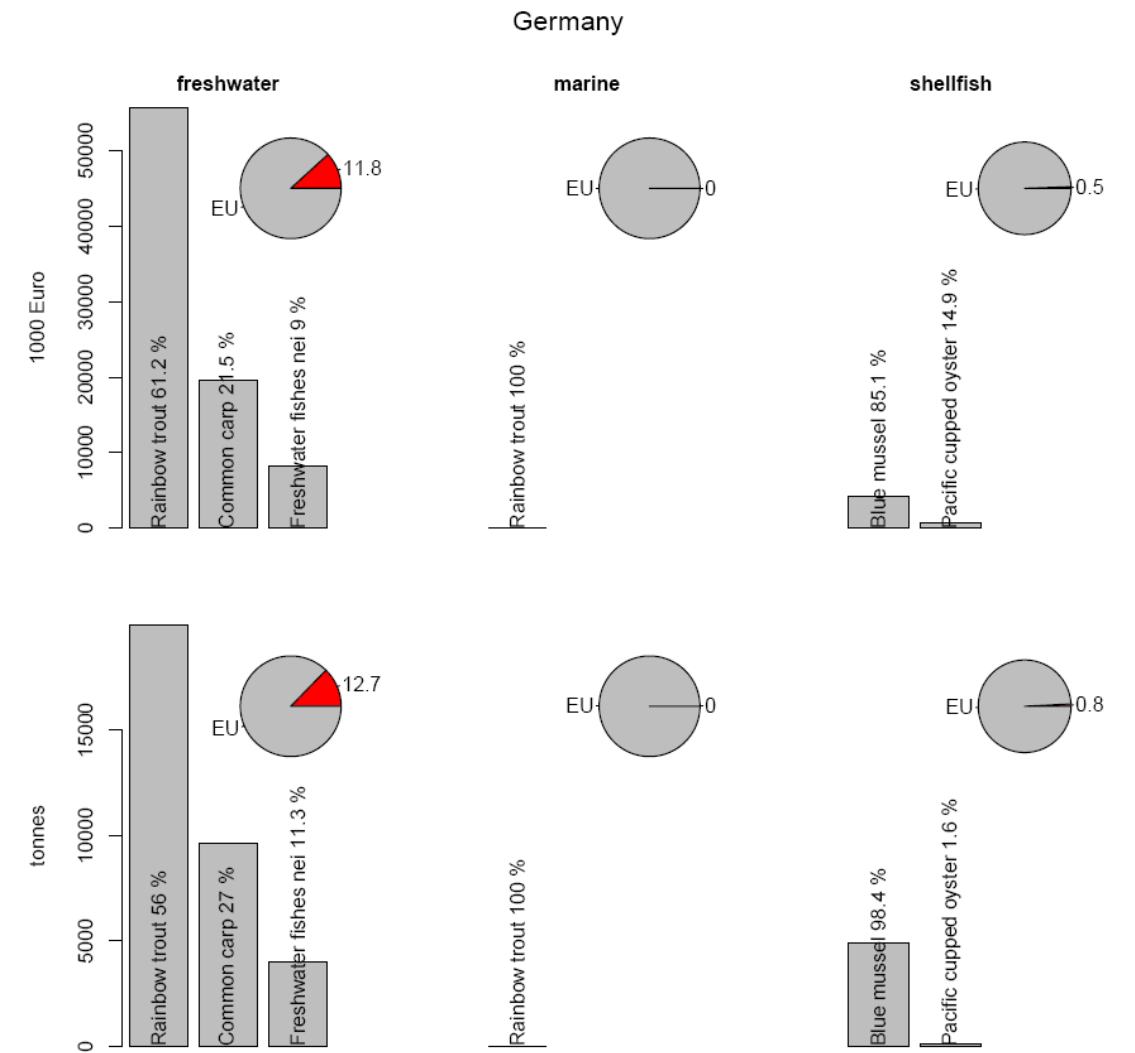 Germany
freshwater
marine
shellfish
1000 Euro
50000
40000
30000
20000
10000
0
Rainbow trout 61.2 %
Common carp 21.5 %
Freshwater fishes nei 9 %
EU
11.8
Rainbow trout 100 %
EU
0
Blue mussel 85.1 %
Pacific cupped oyster 14.9 %
EU
0.5
tonnes
15000
10000
5000
0
Rainbow trout 56 %
Common carp 27 %
Freshwater fishes nei 11.3 %
EU
12.7
Rainbow trout 100 %
EU
0
Blue mussel 98.4 %
Pacific cupped oyster 1.6 %
EU
0.8